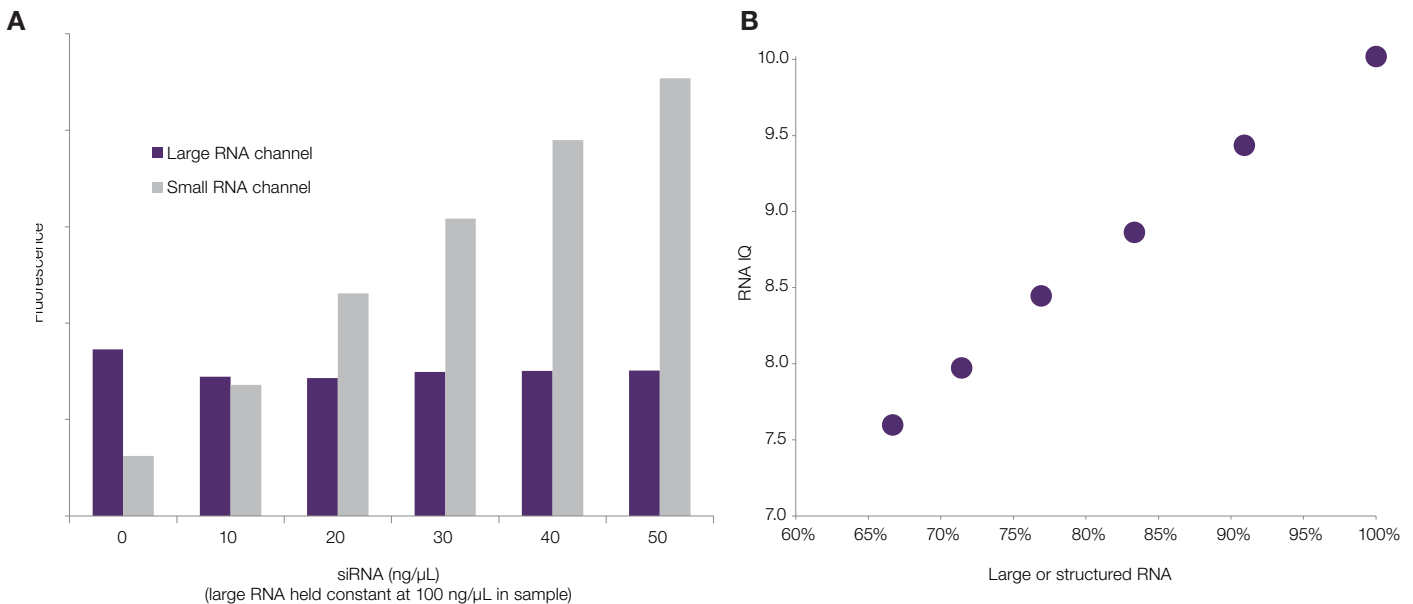 A
Fluorescence
Large RNA channel
Small RNA channel
0 10 20 30 40 50
siRNA (ng/µL)
(large RNA held constant at 100 ng/µL in sample)
B
RNA IQ
10.0
9.5
9.0
8.5
8.0
7.5
7.0
60% 65% 70% 75% 80% 85% 90% 95% 100%
Large or structured RNA